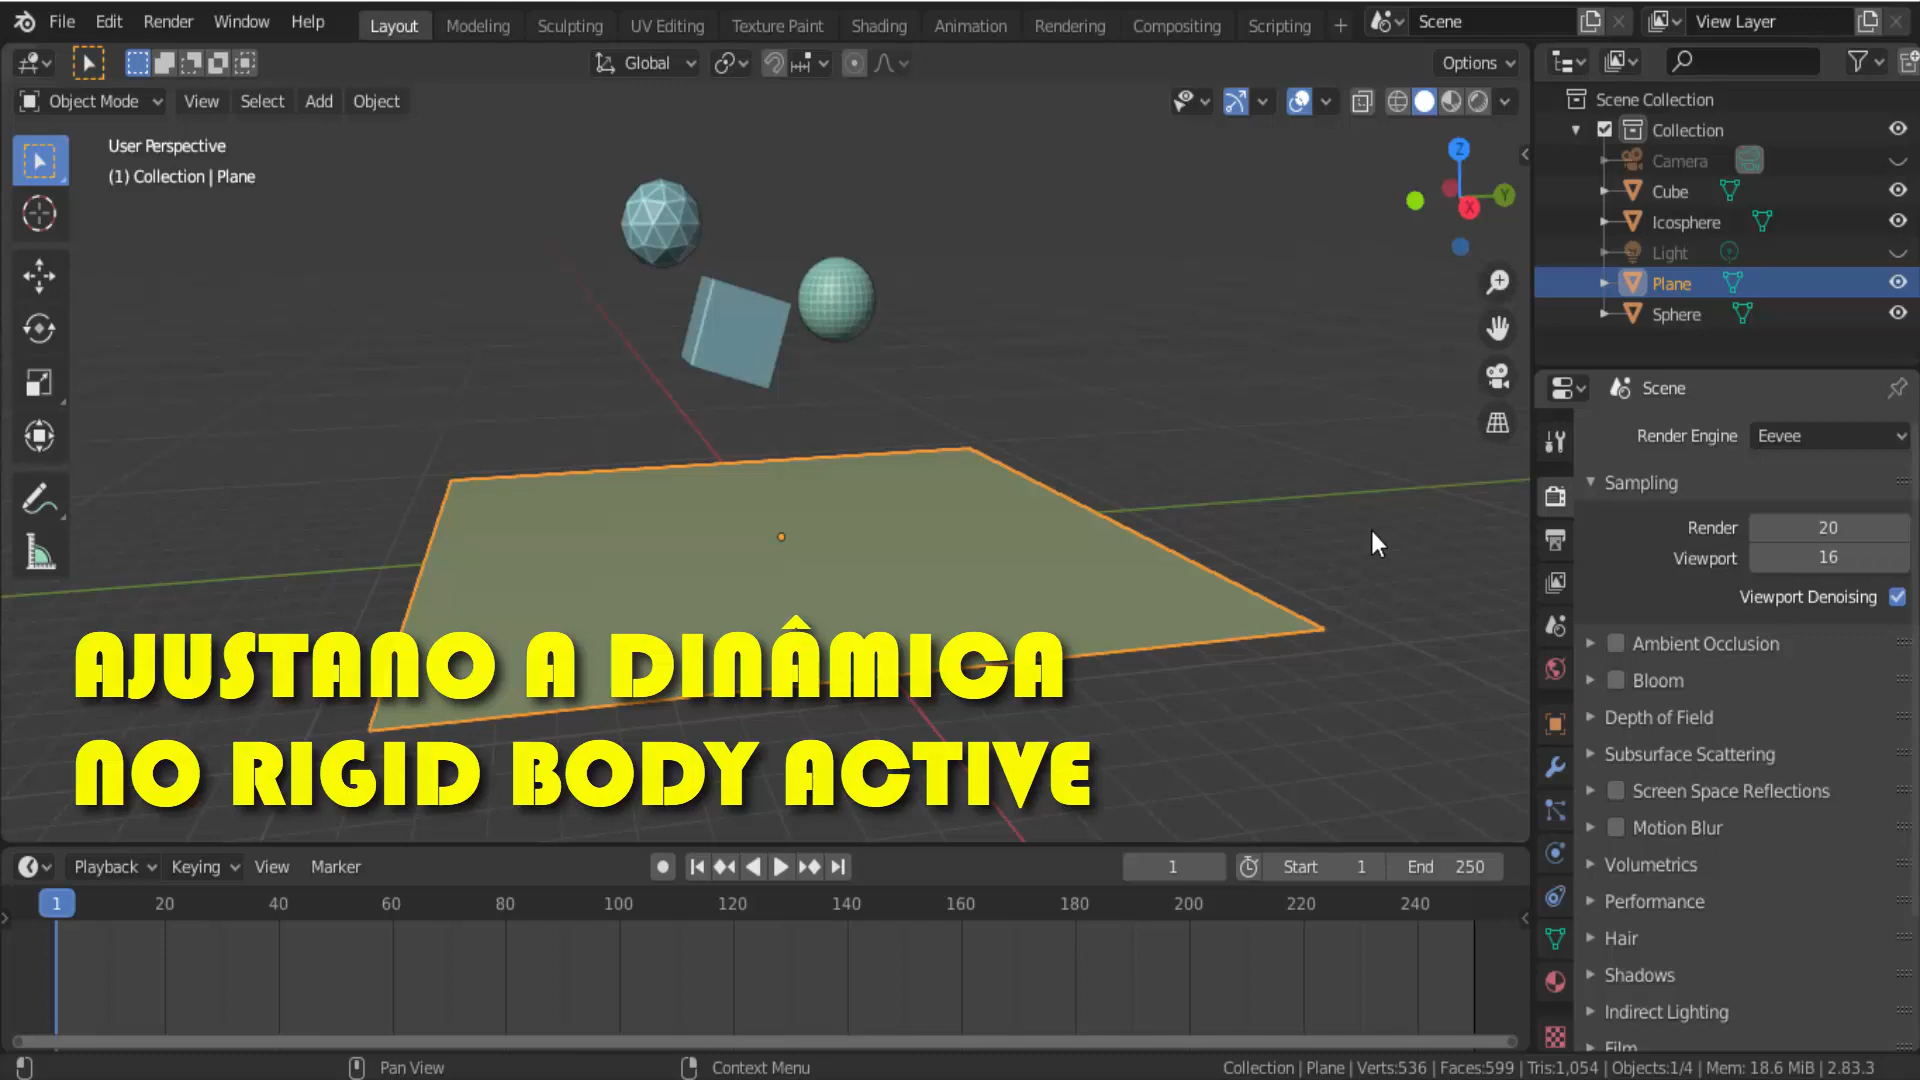 File Edit Render Window Help Layout Modeling Sculpting UV Editing Texture Paint Shading Animation Rendering Compositing Scripting + Scene View Layer
Global Options
Object Mode View Select Add Object
User Perspective
(1) Collection | Plane
Z
Y
X
Scene Collection
Collection
Camera
Cube
Icosphere
Light
Plane
Sphere
Scene
Render Engine Eevee
Sampling
Render 20
Viewport 16
Viewport Denoising
Ambient Occlusion
Bloom
Depth of Field
Subsurface Scattering
Screen Space Reflections
Motion Blur
Volumetrics
Performance
Hair
Shadows
Indirect Lighting
Film
AJUSTANO A DINÂMICA
NO RIGID BODY ACTIVE
Playback Keying View Marker 1 Start 1 End 250
1 20 40 60 80 100 120 140 160 180 200 220 240
Pan View Context Menu Collection | Plane | Verts:536 | Faces:599 | Tris:1,054 | Objects:1/4 | Mem: 18.6 MiB | 2.83.3